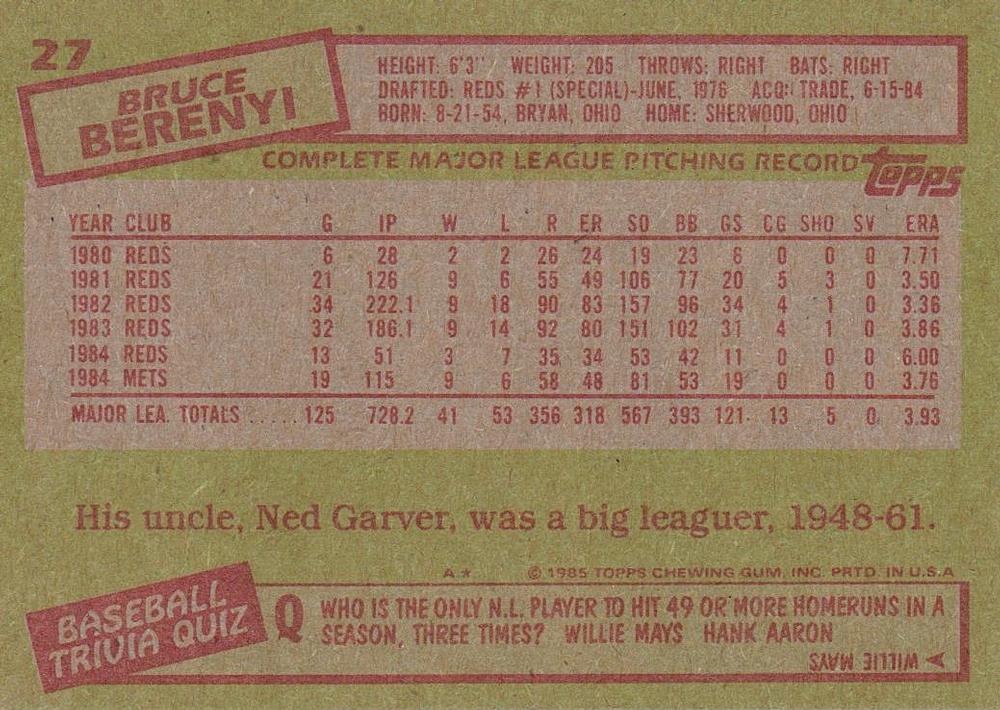 27
BRUCE
BERENYI
HEIGHT: 6'3" WEIGHT: 205 THROWS: RIGHT BATS: RIGHT
DRAFTED: REDS #1 (SPECIAL)-JUNE, 1976 ACQ: TRADE, 6-15-84
BORN: 8-21-54, BRYAN, OHIO HOME: SHERWOOD, OHIO
COMPLETE MAJOR LEAGUE PITCHING RECORD topps
YEAR CLUB G IP W L R ER SO BB GS CG SHO SV ERA
1980 REDS 6 28 2 2 26 24 19 23 6 0 0 0 7.71
1981 REDS 21 126 9 6 55 49 106 77 20 5 3 0 3.50
1982 REDS 34 222.1 9 18 90 83 157 96 34 4 1 0 3.36
1983 REDS 32 186.1 9 14 92 80 151 102 31 4 1 0 3.86
1984 REDS 13 51 3 7 35 34 53 42 11 0 0 0 6.00
1984 METS 19 115 9 6 58 48 81 53 19 0 0 0 3.76
MAJOR LEA. TOTALS ..... 125 728.2 41 53 356 318 567 393 121 13 5 0 3.93
His uncle, Ned Garver, was a big leaguer, 1948-61.
A* © 1985 TOPPS CHEWING GUM, INC. PRTD. IN U.S.A
BASEBALL
TRIVIA QUIZ
Q WHO IS THE ONLY N.L. PLAYER TO HIT 49 OR MORE HOMERUNS IN A
SEASON, THREE TIMES? WILLIE MAYS HANK AARON
WILLIE MAYS